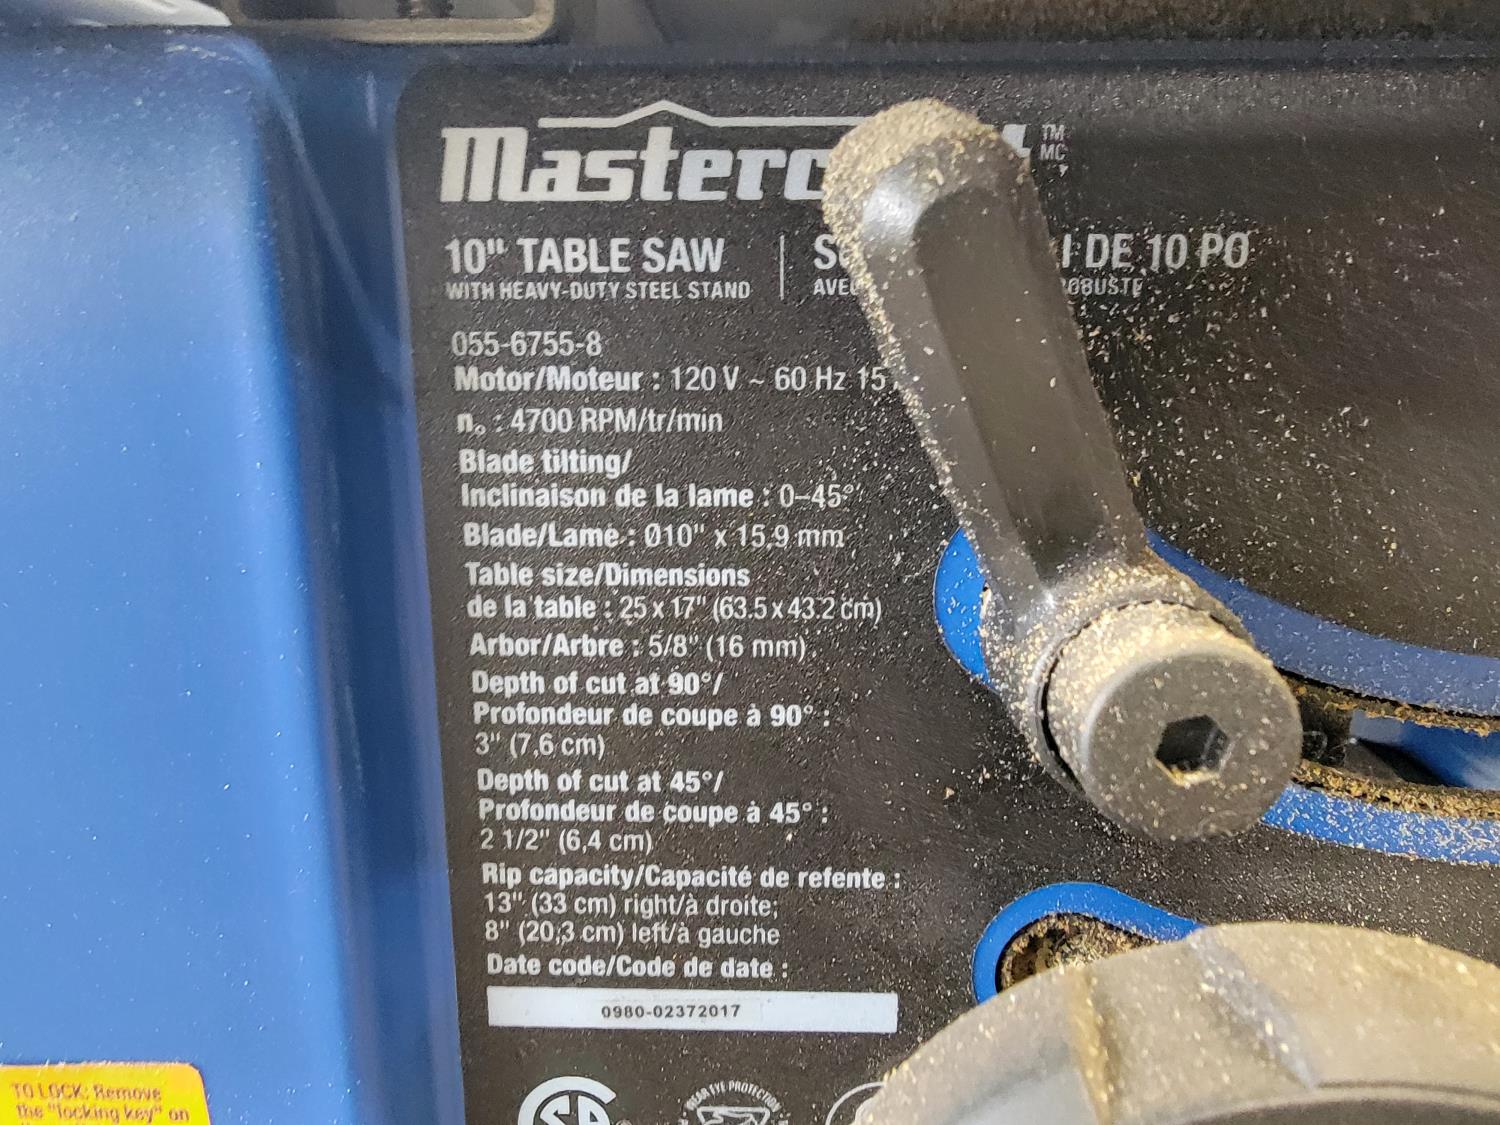 TM
MC
10" TABLE SAW
DE 10 PO
WITH HEAVY-DUTY STEEL STAND
055-6755-8
Motor/Moteur : 120 V ~ 60 Hz 15
n₀ : 4700 RPM/tr/min
Blade tilting/
Inclinaison de la lame : 0–45°
Blade/Lame : Ø10" x 15,9 mm
Table size/Dimensions
de la table : 25 x 17" (63.5 x 43.2 cm)
Arbor/Arbre : 5/8" (16 mm)
Depth of cut at 90°/
Profondeur de coupe à 90° :
3" (7,6 cm)
Depth of cut at 45°/
Profondeur de coupe à 45° :
2 1/2" (6,4 cm)
Rip capacity/Capacité de refente :
13" (33 cm) right/à droite;
8" (20,3 cm) left/à gauche
Date code/Code de date :
0980-02372017
EYE PROTECTION
TO LOCK: Remove
the "locking key" on